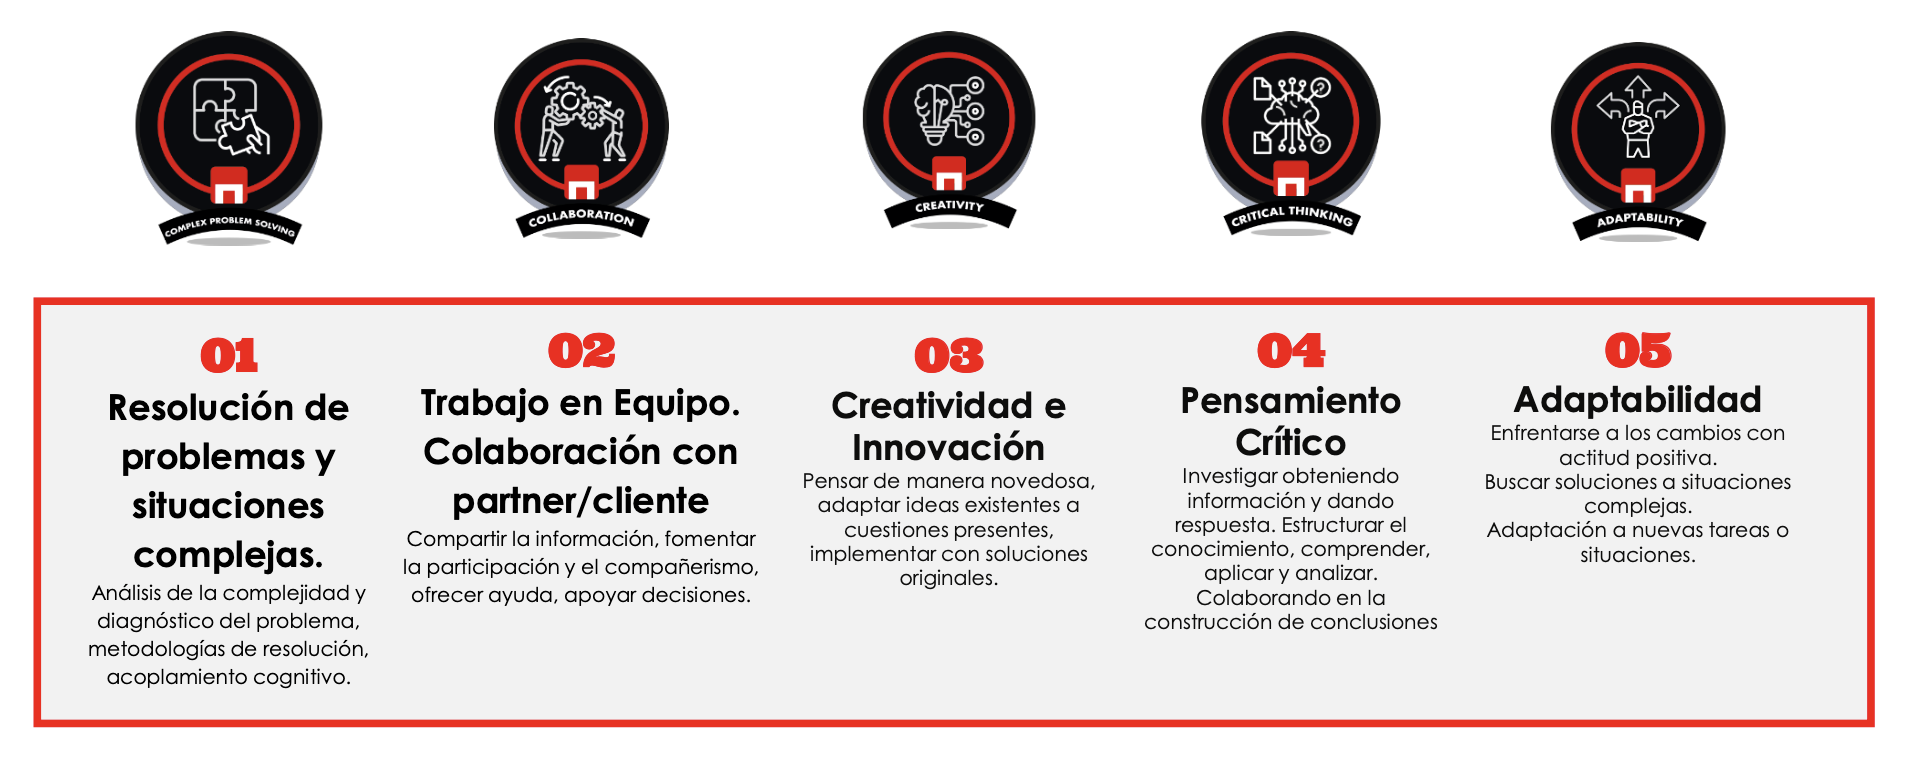 COMPLEX PROBLEM SOLVING
COLLABORATION
CREATIVITY
CRITICAL THINKING
ADAPTABILITY
01
Resolución de
problemas y
situaciones
complejas.
Análisis de la complejidad y
diagnóstico del problema,
metodologías de resolución,
acoplamiento cognitivo.
02
Trabajo en Equipo.
Colaboración con
partner/cliente
Compartir la información, fomentar
la participación y el compañerismo,
ofrecer ayuda, apoyar decisiones.
03
Creatividad e
Innovación
Pensar de manera novedosa,
adaptar ideas existentes a
cuestiones presentes,
implementar con soluciones
originales.
04
Pensamiento
Crítico
Investigar obteniendo
información y dando
respuesta. Estructurar el
conocimiento, comprender,
aplicar y analizar.
Colaborando en la
construcción de conclusiones
05
Adaptabilidad
Enfrentarse a los cambios con
actitud positiva.
Buscar soluciones a situaciones
complejas.
Adaptación a nuevas tareas o
situaciones.